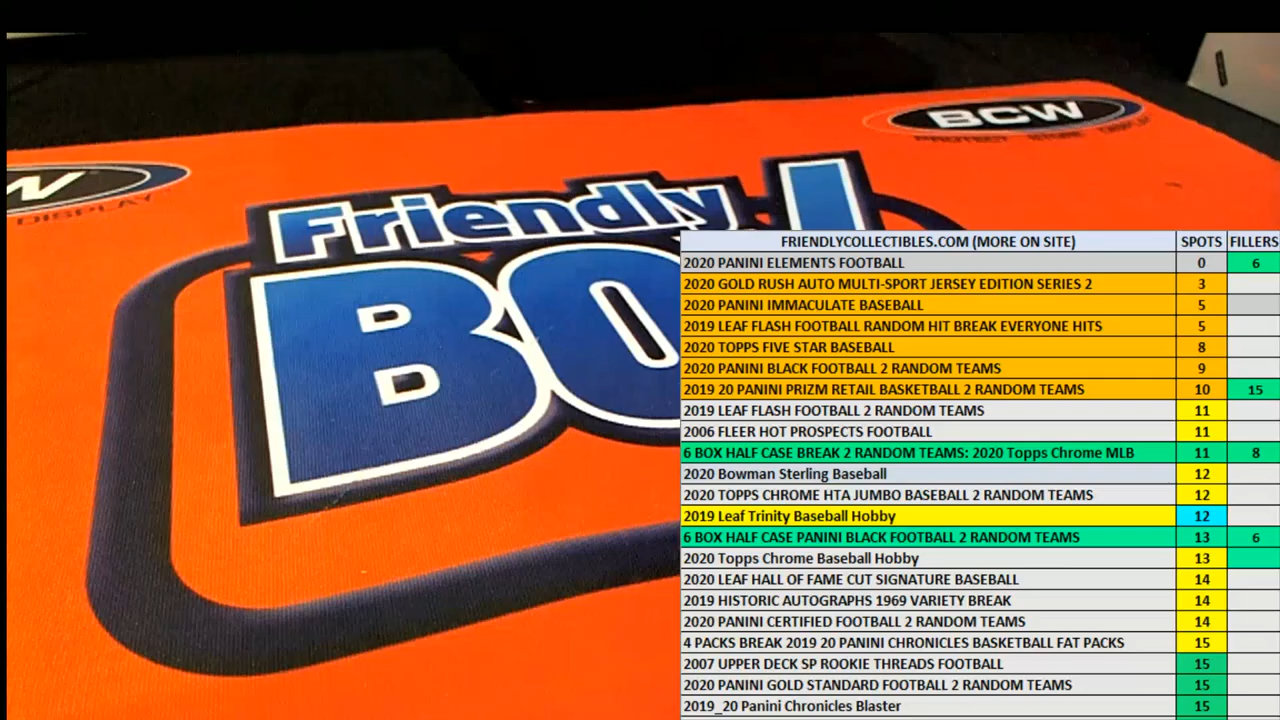 BCW
PROTECT STORE DISPLAY
W
DISPLAY
Friendly
BO
FRIENDLYCOLLECTIBLES.COM (MORE ON SITE) SPOTS FILLERS
2020 PANINI ELEMENTS FOOTBALL 0 6
2020 GOLD RUSH AUTO MULTI-SPORT JERSEY EDITION SERIES 2 3
2020 PANINI IMMACULATE BASEBALL 5
2019 LEAF FLASH FOOTBALL RANDOM HIT BREAK EVERYONE HITS 5
2020 TOPPS FIVE STAR BASEBALL 8
2020 PANINI BLACK FOOTBALL 2 RANDOM TEAMS 9
2019 20 PANINI PRIZM RETAIL BASKETBALL 2 RANDOM TEAMS 10 15
2019 LEAF FLASH FOOTBALL 2 RANDOM TEAMS 11
2006 FLEER HOT PROSPECTS FOOTBALL 11
6 BOX HALF CASE BREAK 2 RANDOM TEAMS: 2020 Topps Chrome MLB 11 8
2020 Bowman Sterling Baseball 12
2020 TOPPS CHROME HTA JUMBO BASEBALL 2 RANDOM TEAMS 12
2019 Leaf Trinity Baseball Hobby 12
6 BOX HALF CASE PANINI BLACK FOOTBALL 2 RANDOM TEAMS 13 6
2020 Topps Chrome Baseball Hobby 13
2020 LEAF HALL OF FAME CUT SIGNATURE BASEBALL 14
2019 HISTORIC AUTOGRAPHS 1969 VARIETY BREAK 14
2020 PANINI CERTIFIED FOOTBALL 2 RANDOM TEAMS 14
4 PACKS BREAK 2019 20 PANINI CHRONICLES BASKETBALL FAT PACKS 15
2007 UPPER DECK SP ROOKIE THREADS FOOTBALL 15
2020 PANINI GOLD STANDARD FOOTBALL 2 RANDOM TEAMS 15
2019_20 Panini Chronicles Blaster 15